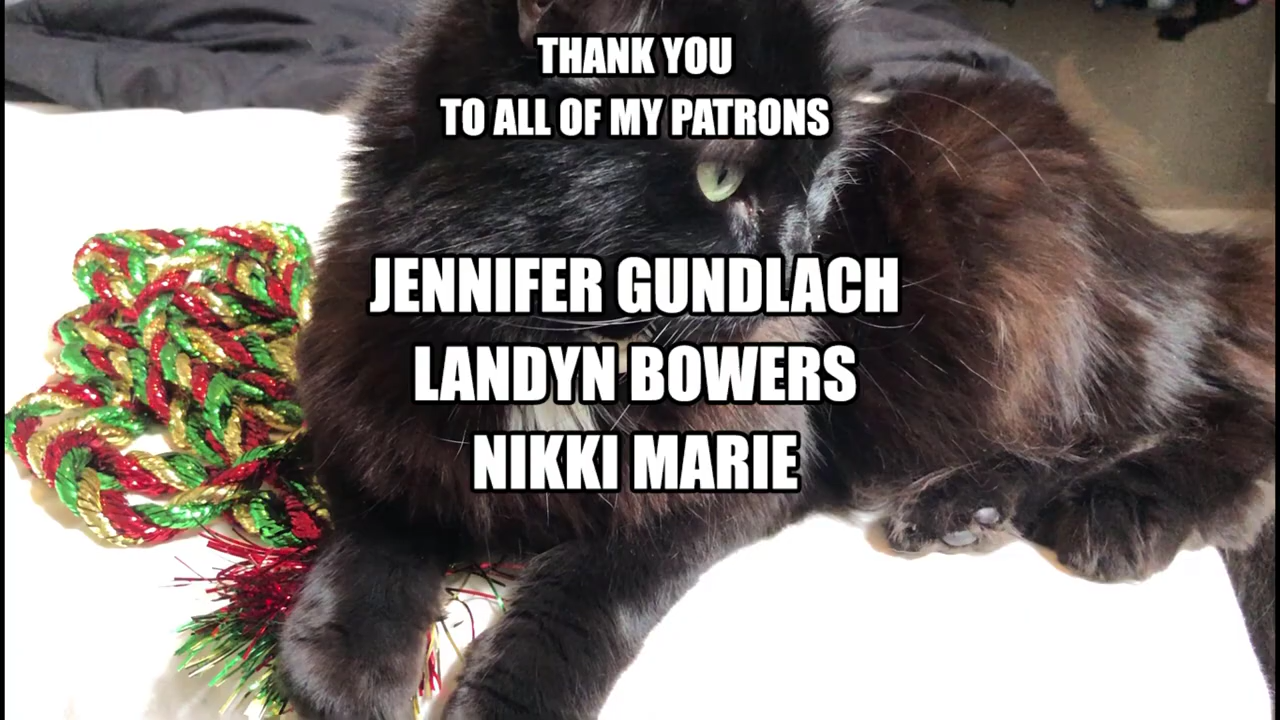 THANK YOU
TO ALL OF MY PATRONS
JENNIFER GUNDLACH
LANDYN BOWERS
NIKKI MARIE